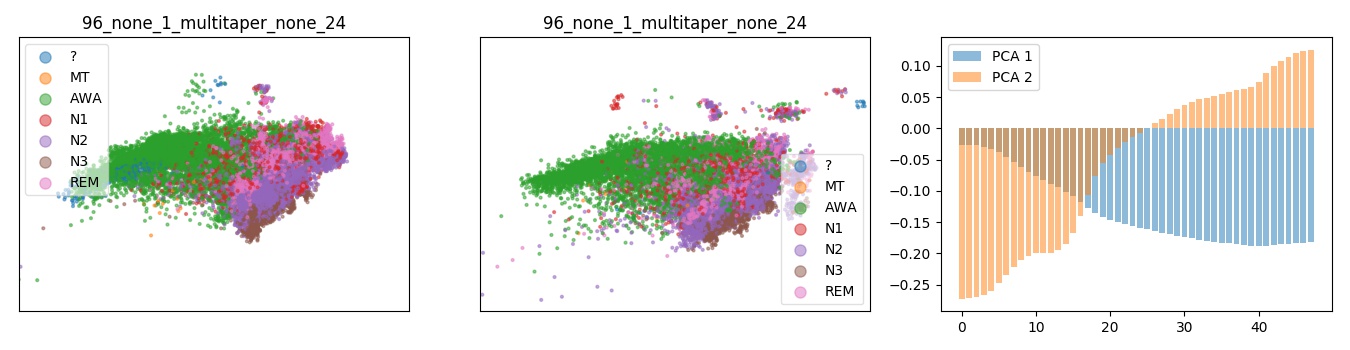 96_none_1_multitaper_none_24
?
MT
AWA
N1
N2
N3
REM
96_none_1_multitaper_none_24
?
MT
AWA
N1
N2
N3
REM
PCA 1
PCA 2
0.10
0.05
0.00
−0.05
−0.10
−0.15
−0.20
−0.25
0
10
20
30
40